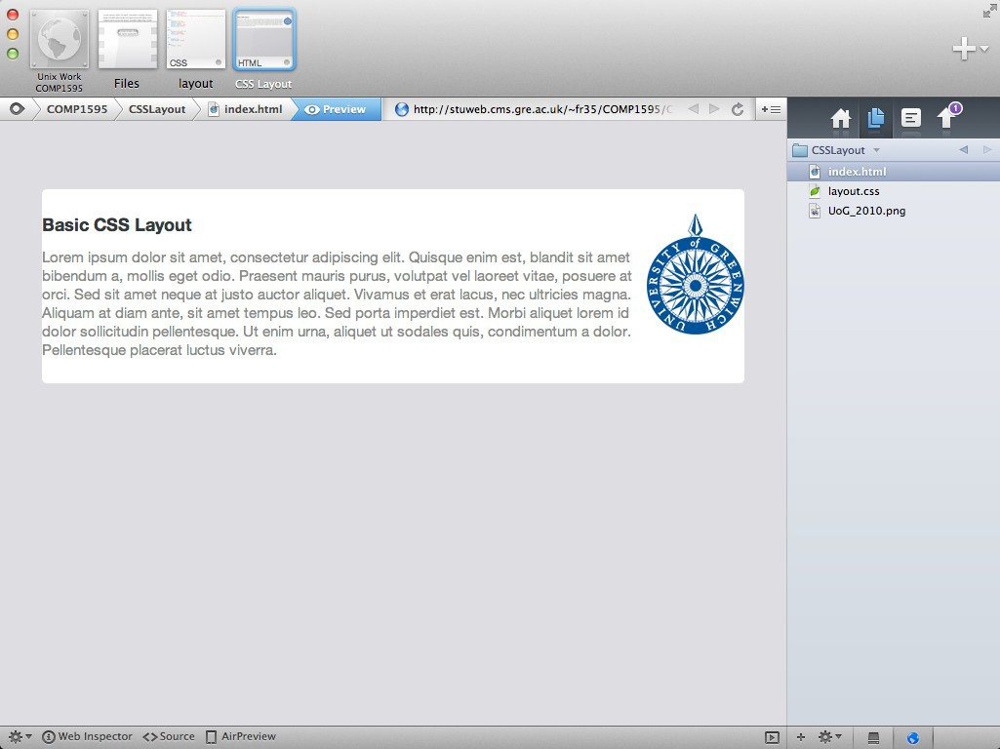 CSS
HTML
Unix Work
COMP1595
Files
layout
CSS Layout
COMP1595
CSSLayout
index.html
Preview
http://stuweb.cms.gre.ac.uk/~fr35/COMP1595/C
1
CSSLayout
index.html
layout.css
UoG_2010.png
Basic CSS Layout
Lorem ipsum dolor sit amet, consectetur adipiscing elit. Quisque enim est, blandit sit amet
bibendum a, mollis eget odio. Praesent mauris purus, volutpat vel laoreet vitae, posuere at
orci. Sed sit amet neque at justo auctor aliquet. Vivamus et erat lacus, nec ultricies magna.
Aliquam at diam ante, sit amet tempus leo. Sed porta imperdiet est. Morbi aliquet lorem id
dolor sollicitudin pellentesque. Ut enim urna, aliquet ut sodales quis, condimentum a dolor.
Pellentesque placerat luctus viverra.
UNIVERSITY of GREENWICH
Web Inspector
Source
AirPreview